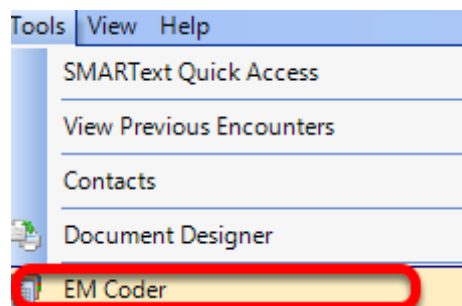 Tools View Help
SMARText Quick Access
View Previous Encounters
Contacts
Document Designer
EM Coder